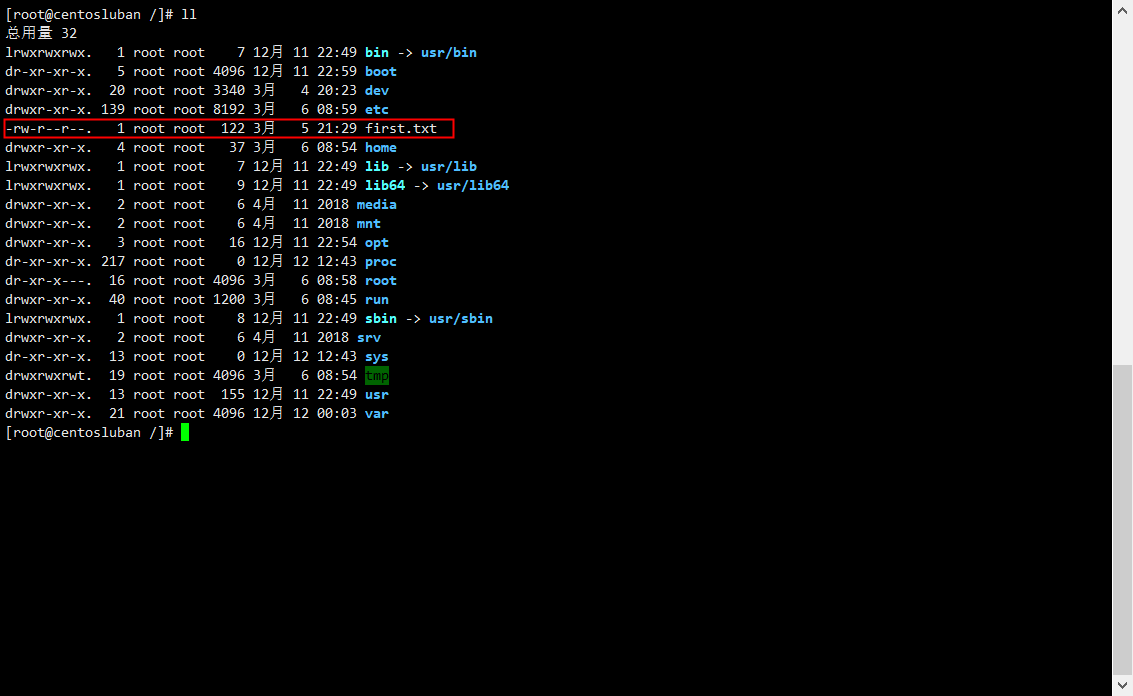 [root@centosluban /]# ll
总用量 32
lrwxrwxrwx.   1 root root    7 12月 11 22:49 bin -> usr/bin
dr-xr-xr-x.   5 root root 4096 12月 11 22:59 boot
drwxr-xr-x.  20 root root 3340 3月   4 20:23 dev
drwxr-xr-x. 139 root root 8192 3月   6 08:59 etc
-rw-r--r--.   1 root root  122 3月   5 21:29 first.txt
drwxr-xr-x.   4 root root   37 3月   6 08:54 home
lrwxrwxrwx.   1 root root    7 12月 11 22:49 lib -> usr/lib
lrwxrwxrwx.   1 root root    9 12月 11 22:49 lib64 -> usr/lib64
drwxr-xr-x.   2 root root    6 4月  11 2018 media
drwxr-xr-x.   2 root root    6 4月  11 2018 mnt
drwxr-xr-x.   3 root root   16 12月 11 22:54 opt
dr-xr-xr-x. 217 root root    0 12月 12 12:43 proc
dr-xr-x---.  16 root root 4096 3月   6 08:58 root
drwxr-xr-x.  40 root root 1200 3月   6 08:45 run
lrwxrwxrwx.   1 root root    8 12月 11 22:49 sbin -> usr/sbin
drwxr-xr-x.   2 root root    6 4月  11 2018 srv
dr-xr-xr-x.  13 root root    0 12月 12 12:43 sys
drwxrwxrwt.  19 root root 4096 3月   6 08:54 tmp
drwxr-xr-x.  13 root root  155 12月 11 22:49 usr
drwxr-xr-x.  21 root root 4096 12月 12 00:03 var
[root@centosluban /]#